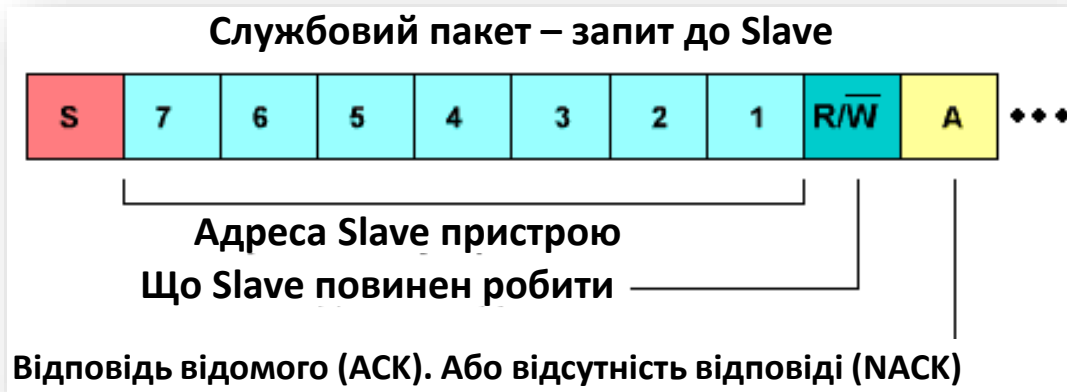 Службовий пакет – запит до Slave
S 7 6 5 4 3 2 1 R/W̅ A •••
Адреса Slave пристрою
Що Slave повинен робити
Відповідь відомого (ACK). Або відсутність відповіді (NACK)